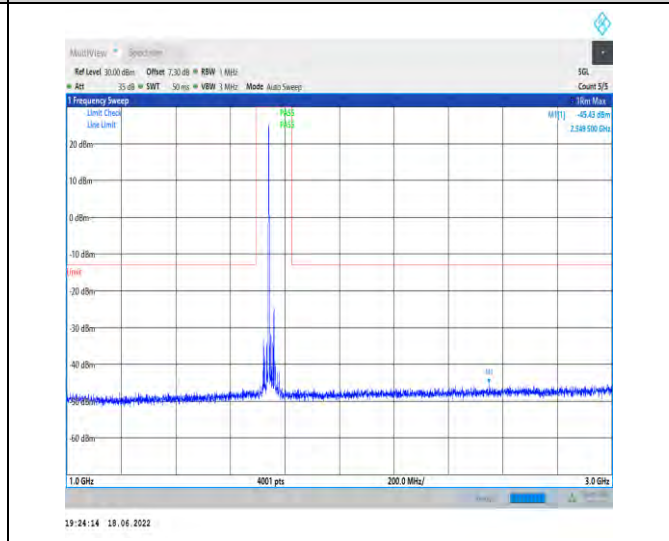 MultiView Spectrum
Ref Level 30.00 dBm Offset 7.30 dB RBW 1 MHz SGL
Att 35 dB SWT 50 ms VBW 3 MHz Mode Auto Sweep Count 5/5
1 Frequency Sweep 1Rm Max
Limit Check PASS M1[1] -45.43 dBm
Line Limit PASS 2.549 500 GHz
20 dBm
10 dBm
0 dBm
-10 dBm
Limit
-20 dBm
-30 dBm
-40 dBm
M1
-50 dBm
-60 dBm
1.0 GHz 4001 pts 200.0 MHz/ 3.0 GHz
19:24:14 18.06.2022